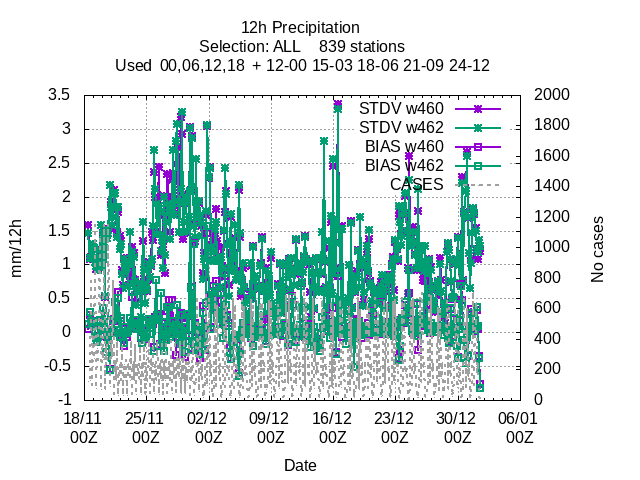 12h Precipitation
Selection: ALL 839 stations
Used 00,06,12,18 + 12-00 15-03 18-06 21-09 24-12
3.5
3
2.5
2
1.5
1
0.5
0
-0.5
-1
mm/12h
2000
1800
1600
1400
1200
1000
800
600
400
200
0
No cases
STDV w460
STDV w462
BIAS w460
BIAS w462
CASES
18/11 25/11 02/12 09/12 16/12 23/12 30/12 06/01
00Z 00Z 00Z 00Z 00Z 00Z 00Z 00Z
Date